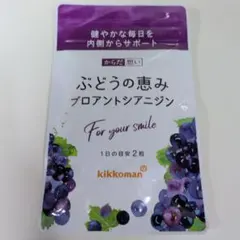 健やかな毎日を
内側からサポート
からだ想い
ぶどうの恵み
プロアントシアニジン
For your smile
1日の目安2粒
kikkoman